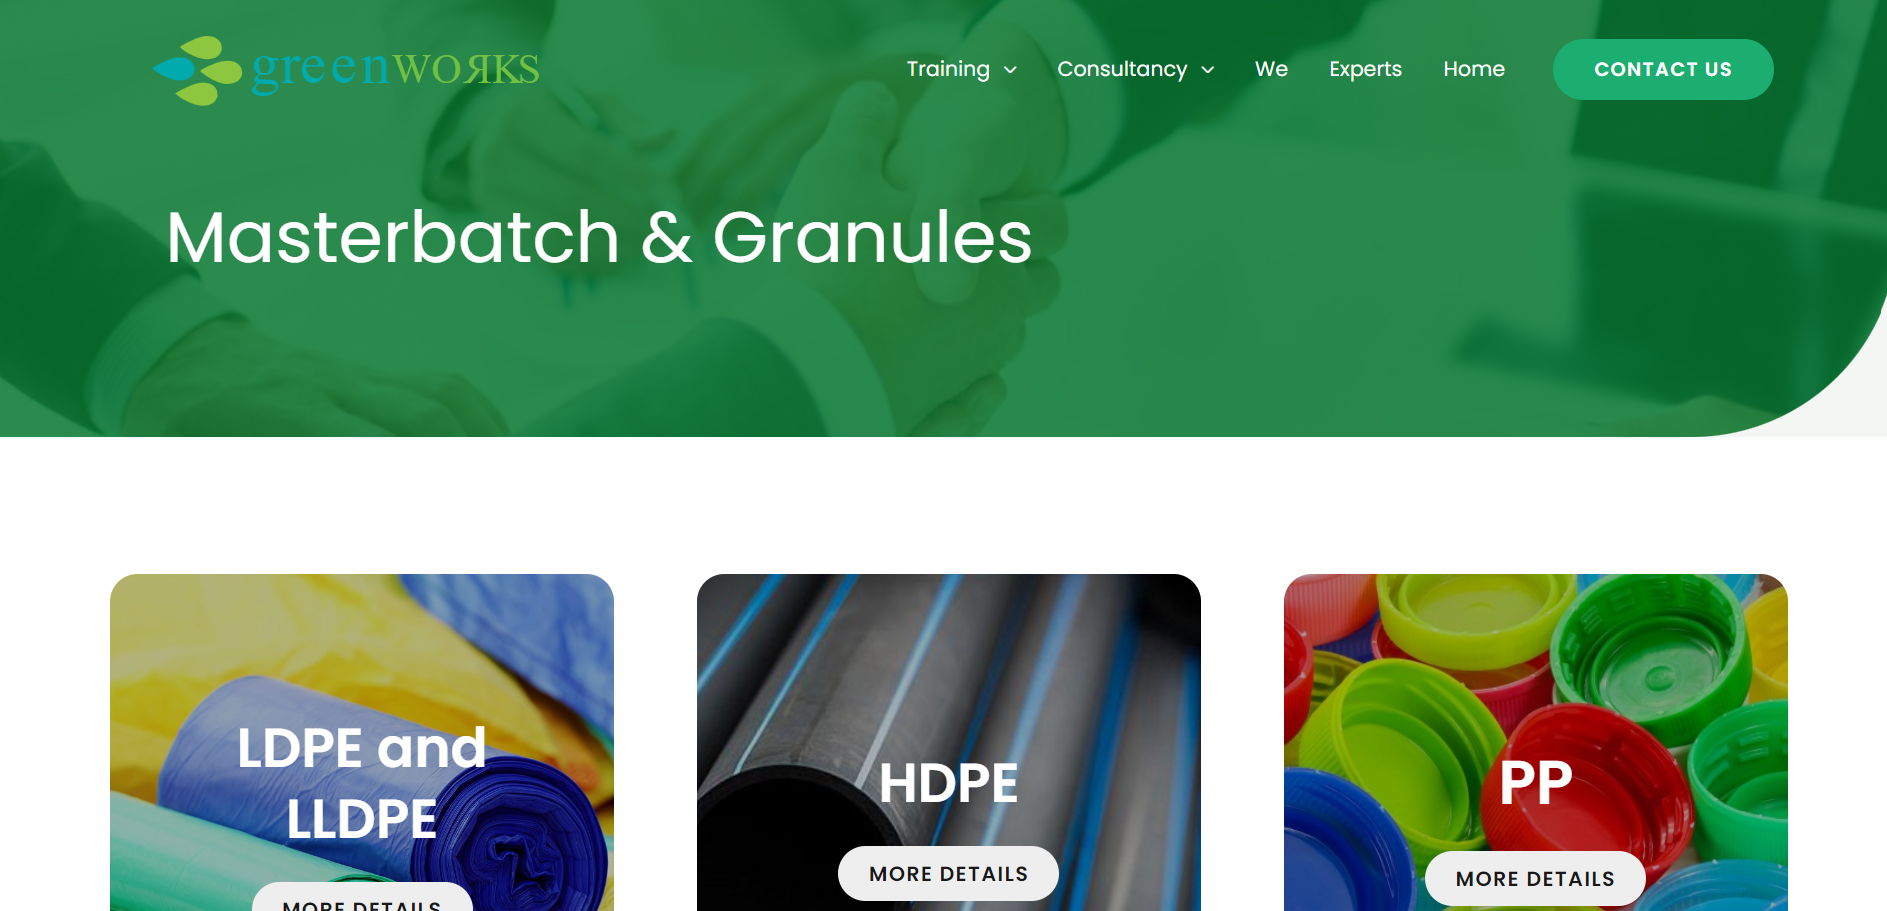 greenWORKS
Training
Consultancy
We
Experts
Home
CONTACT US
Masterbatch & Granules
LDPE and
LLDPE
MORE DETAILS
HDPE
MORE DETAILS
PP
MORE DETAILS